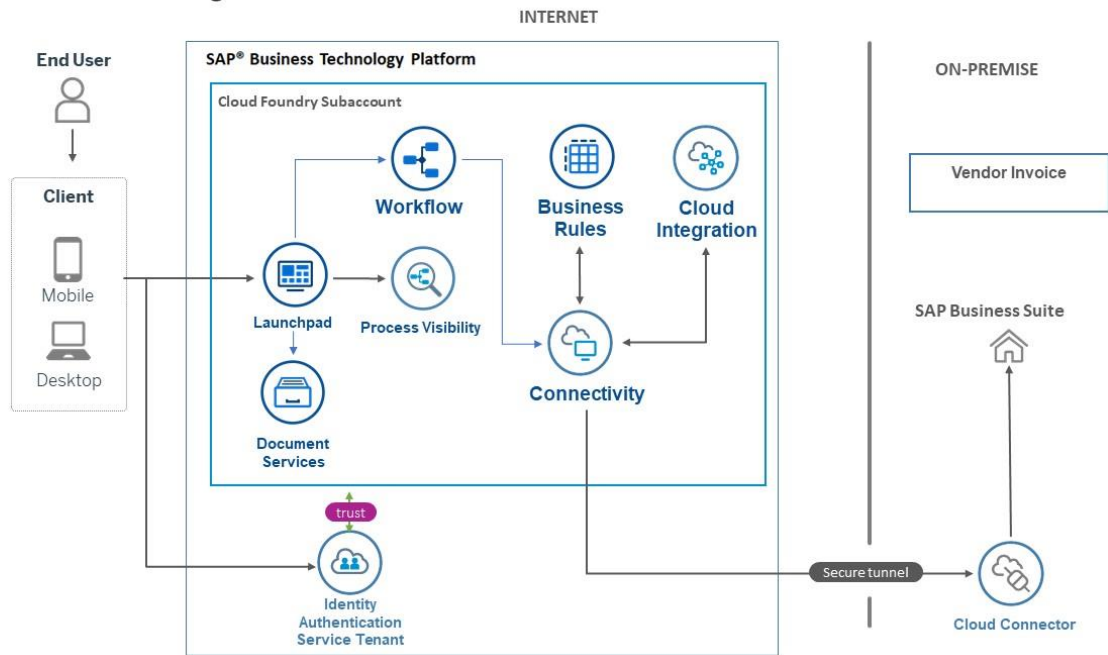 INTERNET
SAP® Business Technology Platform
End User
ON-PREMISE
Cloud Foundry Subaccount
Vendor Invoice
Client
Workflow
Business
Rules
Cloud
Integration
Mobile
Launchpad
Process Visibility
SAP Business Suite
Desktop
Connectivity
Document
Services
trust
Secure tunnel
Identity
Authentication
Service Tenant
Cloud Connector